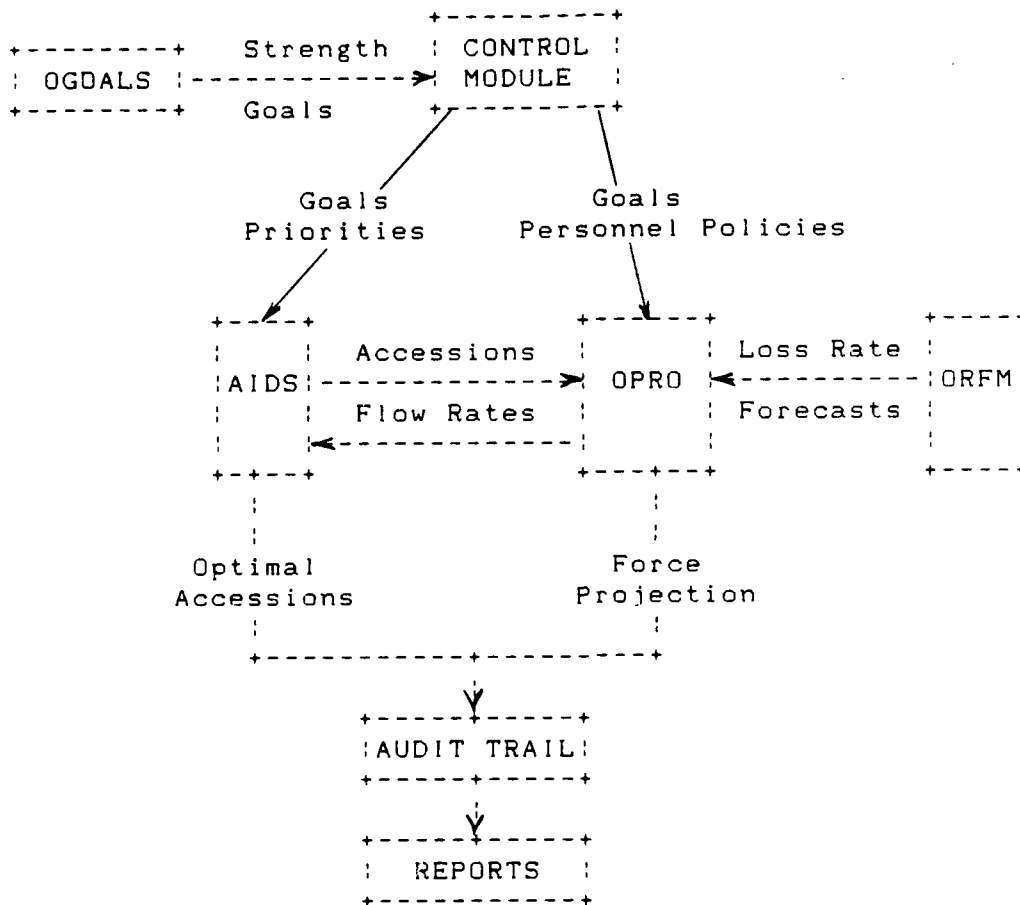 Strength
OGOALS
Goals
CONTROL
MODULE
Goals
Priorities
Goals
Personnel Policies
AIDS
Accessions
Flow Rates
OPRO
Loss Rate
Forecasts
ORFM
Optimal
Accessions
Force
Projection
AUDIT TRAIL
REPORTS